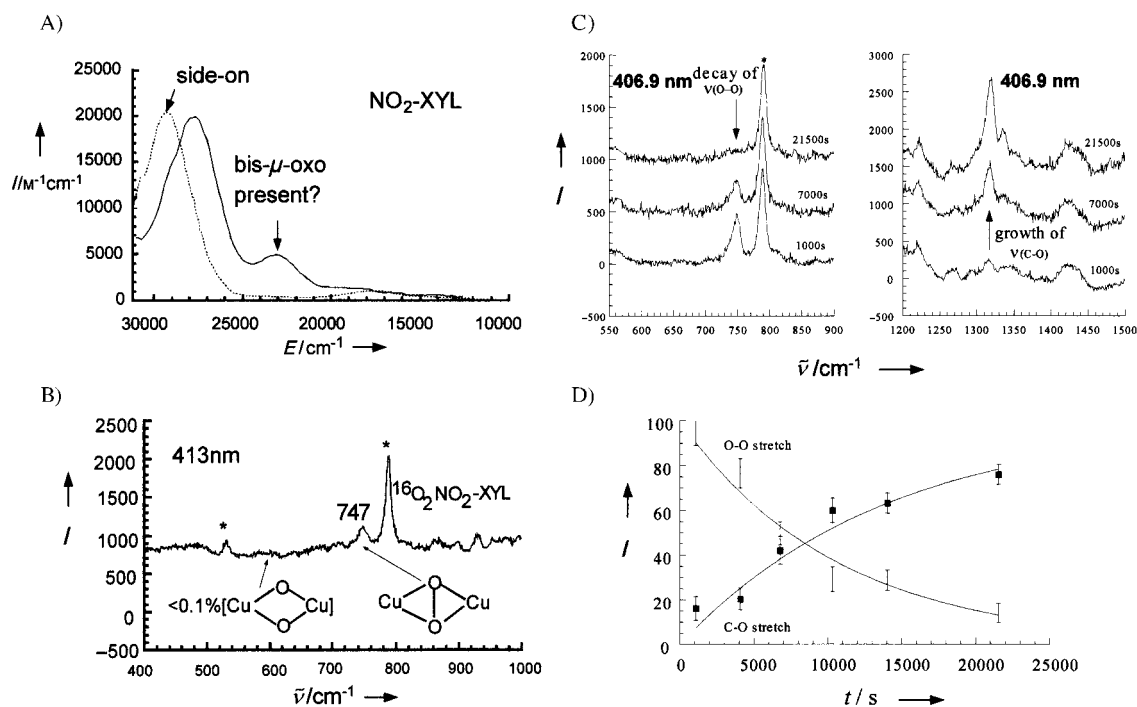 A)
25000
20000
15000
10000
5000
0
I/M⁻¹cm⁻¹
side-on
NO₂-XYL
bis-μ-oxo
present?
30000 25000 20000 15000 10000
E/cm⁻¹
B)
2500
2000
1500
1000
500
0
−500
I
413nm
*
*
747
¹⁶O₂NO₂-XYL
<0.1%[Cu O O Cu]
Cu O O Cu
400 500 600 700 800 900 1000
ν̃/cm⁻¹
C)
2000
1500
1000
500
0
−500
I
406.9 nm
decay of
ν(O–O)
*
21500s
7000s
1000s
550 600 650 700 750 800 850 900
3500
3000
2500
2000
1500
1000
500
0
−500
406.9 nm
21500s
7000s
growth of
ν(C-O)
1000s
1200 1250 1300 1350 1400 1450 1500
ν̃/cm⁻¹
D)
100
80
60
40
20
0
I
O-O stretch
C-O stretch
0 5000 10000 15000 20000 25000
t/s